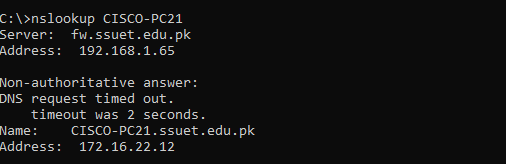 C:\>nslookup CISCO-PC21
Server:  fw.ssuet.edu.pk
Address:  192.168.1.65

Non-authoritative answer:
DNS request timed out.
    timeout was 2 seconds.
Name:    CISCO-PC21.ssuet.edu.pk
Address:  172.16.22.12